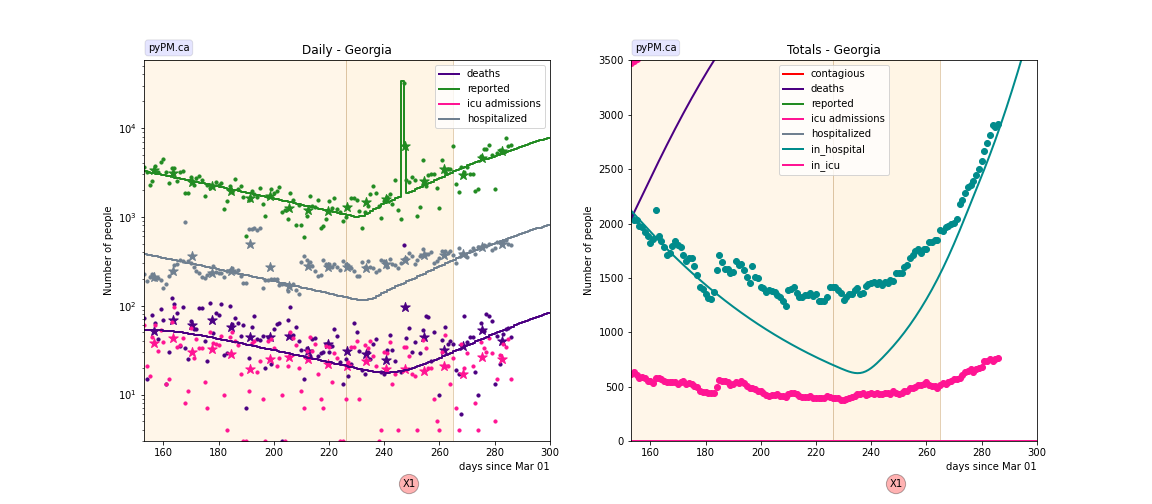 pyPM.ca
Daily - Georgia
deaths
reported
icu admissions
hospitalized
Number of people
10^4
10^3
10^2
10^1
160 180 200 220 240 260 280 300
days since Mar 01
X1
pyPM.ca
Totals - Georgia
contagious
deaths
reported
icu admissions
hospitalized
in_hospital
in_icu
Number of people
3500
3000
2500
2000
1500
1000
500
0
160 180 200 220 240 260 280 300
days since Mar 01
X1